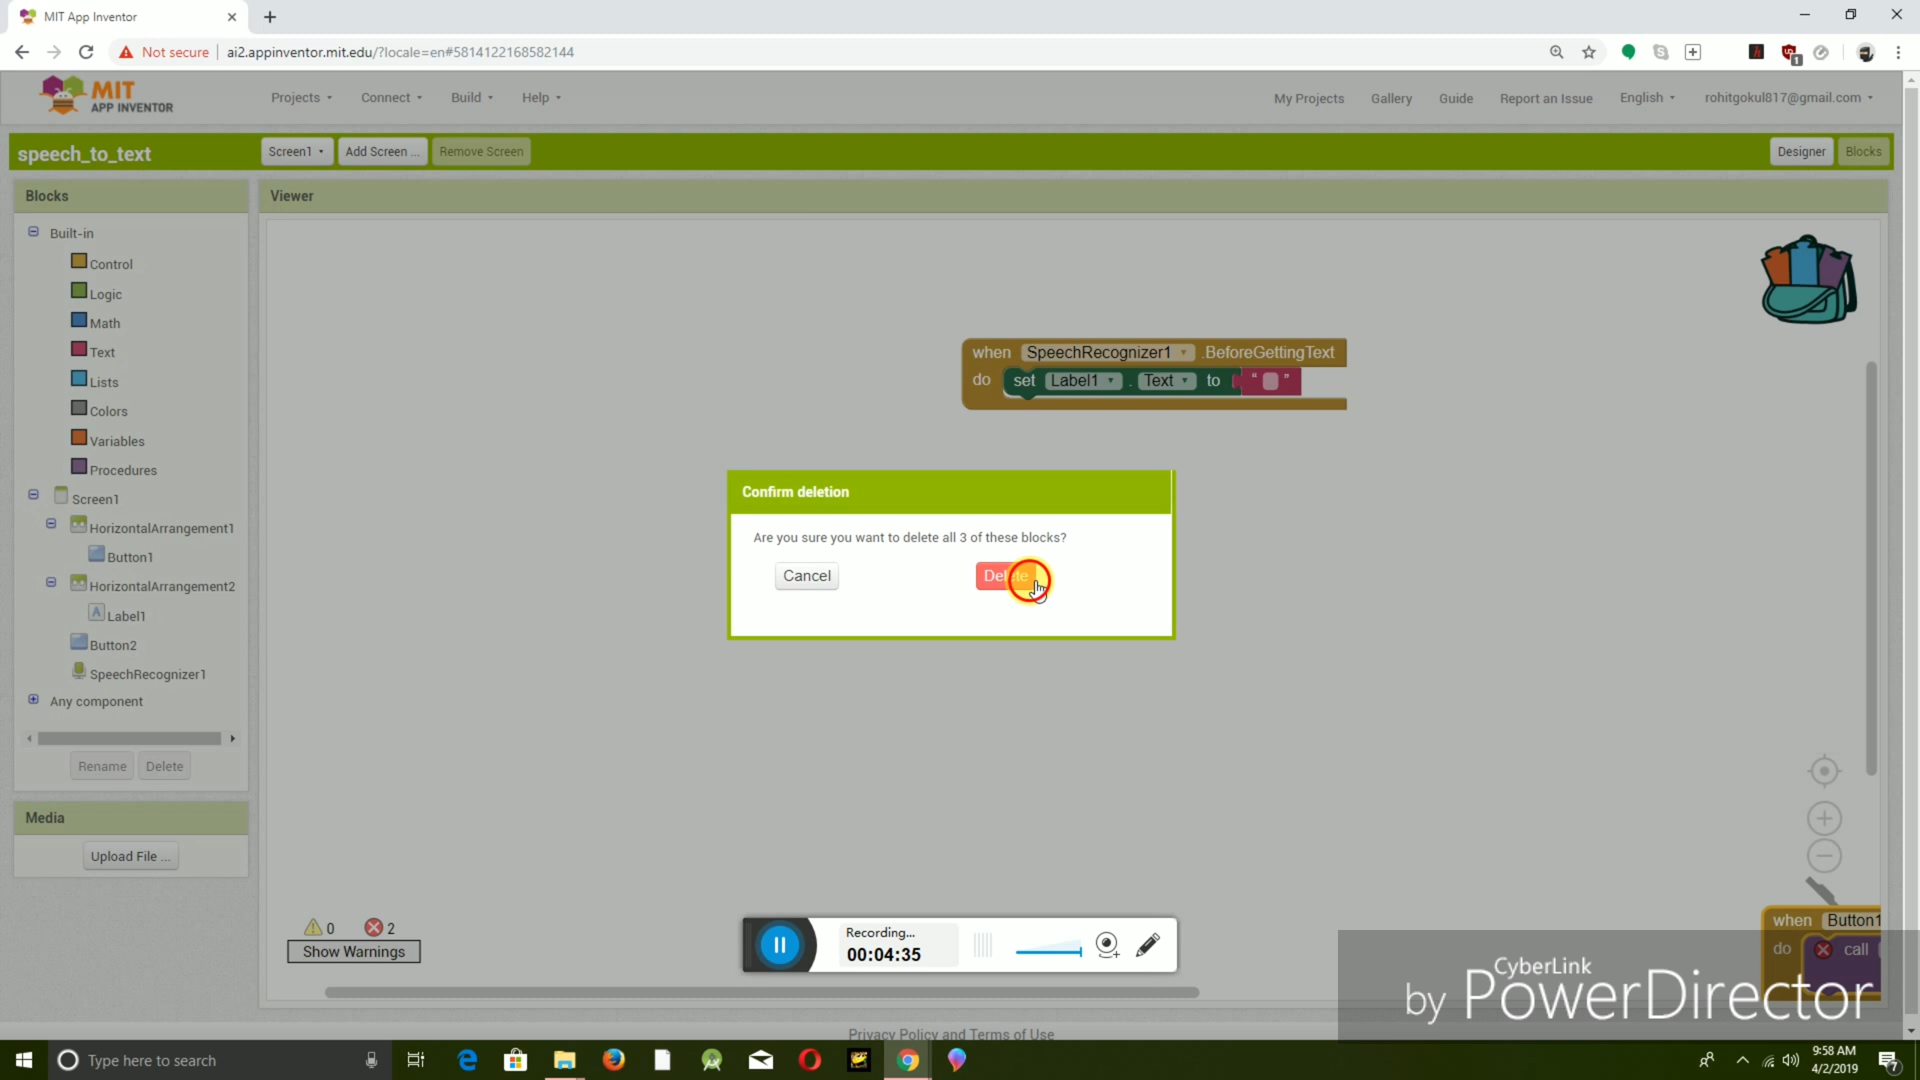 MIT App Inventor
Not secure | ai2.appinventor.mit.edu/?locale=en#5814122168582144
MIT
APP INVENTOR
Projects
Connect
Build
Help
My Projects
Gallery
Guide
Report an Issue
English
rohitgokul817@gmail.com
speech_to_text
Screen1
Add Screen ...
Remove Screen
Designer
Blocks
Blocks
Viewer
Built-in
Control
Logic
Math
Text
Lists
Colors
Variables
Procedures
Screen1
HorizontalArrangement1
Button1
HorizontalArrangement2
Label1
Button2
SpeechRecognizer1
Any component
Rename
Delete
Media
Upload File ...
when SpeechRecognizer1 .BeforeGettingText
do set Label1 . Text to “ ”
Confirm deletion
Are you sure you want to delete all 3 of these blocks?
Cancel
Delete
0
2
Show Warnings
Recording...
00:04:35
when Button1
do call
CyberLink
by PowerDirector
Privacy Policy and Terms of Use
Type here to search
9:58 AM
4/2/2019
7
1